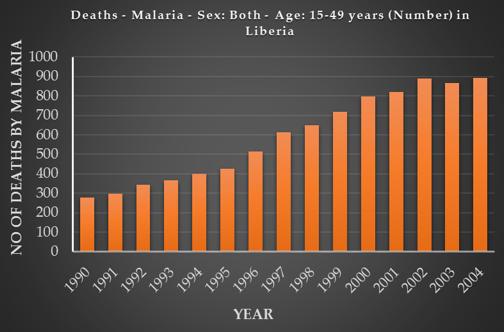 Deaths - Malaria - Sex: Both - Age: 15-49 years (Number) in
Liberia
NO OF DEATHS BY MALARIA
1000
900
800
700
600
500
400
300
200
100
0
1990 1991 1992 1993 1994 1995 1996 1997 1998 1999 2000 2001 2002 2003 2004
YEAR